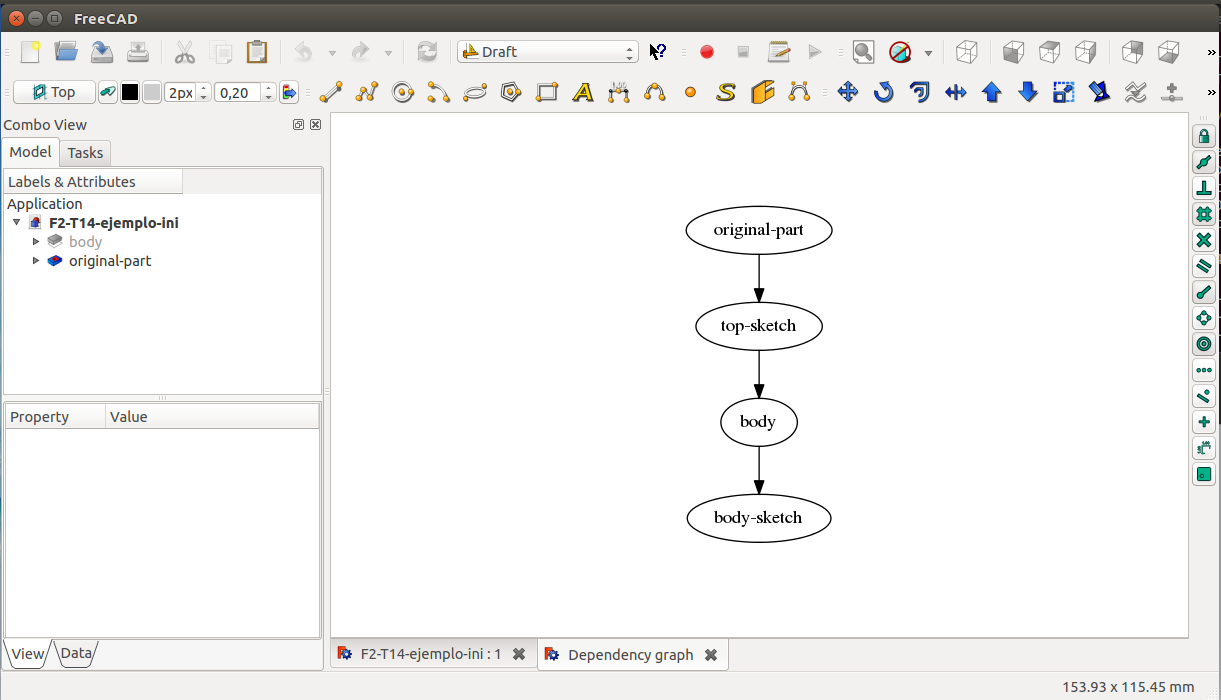 FreeCAD
Draft
Top
2px
0,20
Combo View
Model
Tasks
Labels & Attributes
Application
F2-T14-ejemplo-ini
body
original-part
Property
Value
View
Data
original-part
top-sketch
body
body-sketch
F2-T14-ejemplo-ini : 1
Dependency graph
153.93 x 115.45 mm